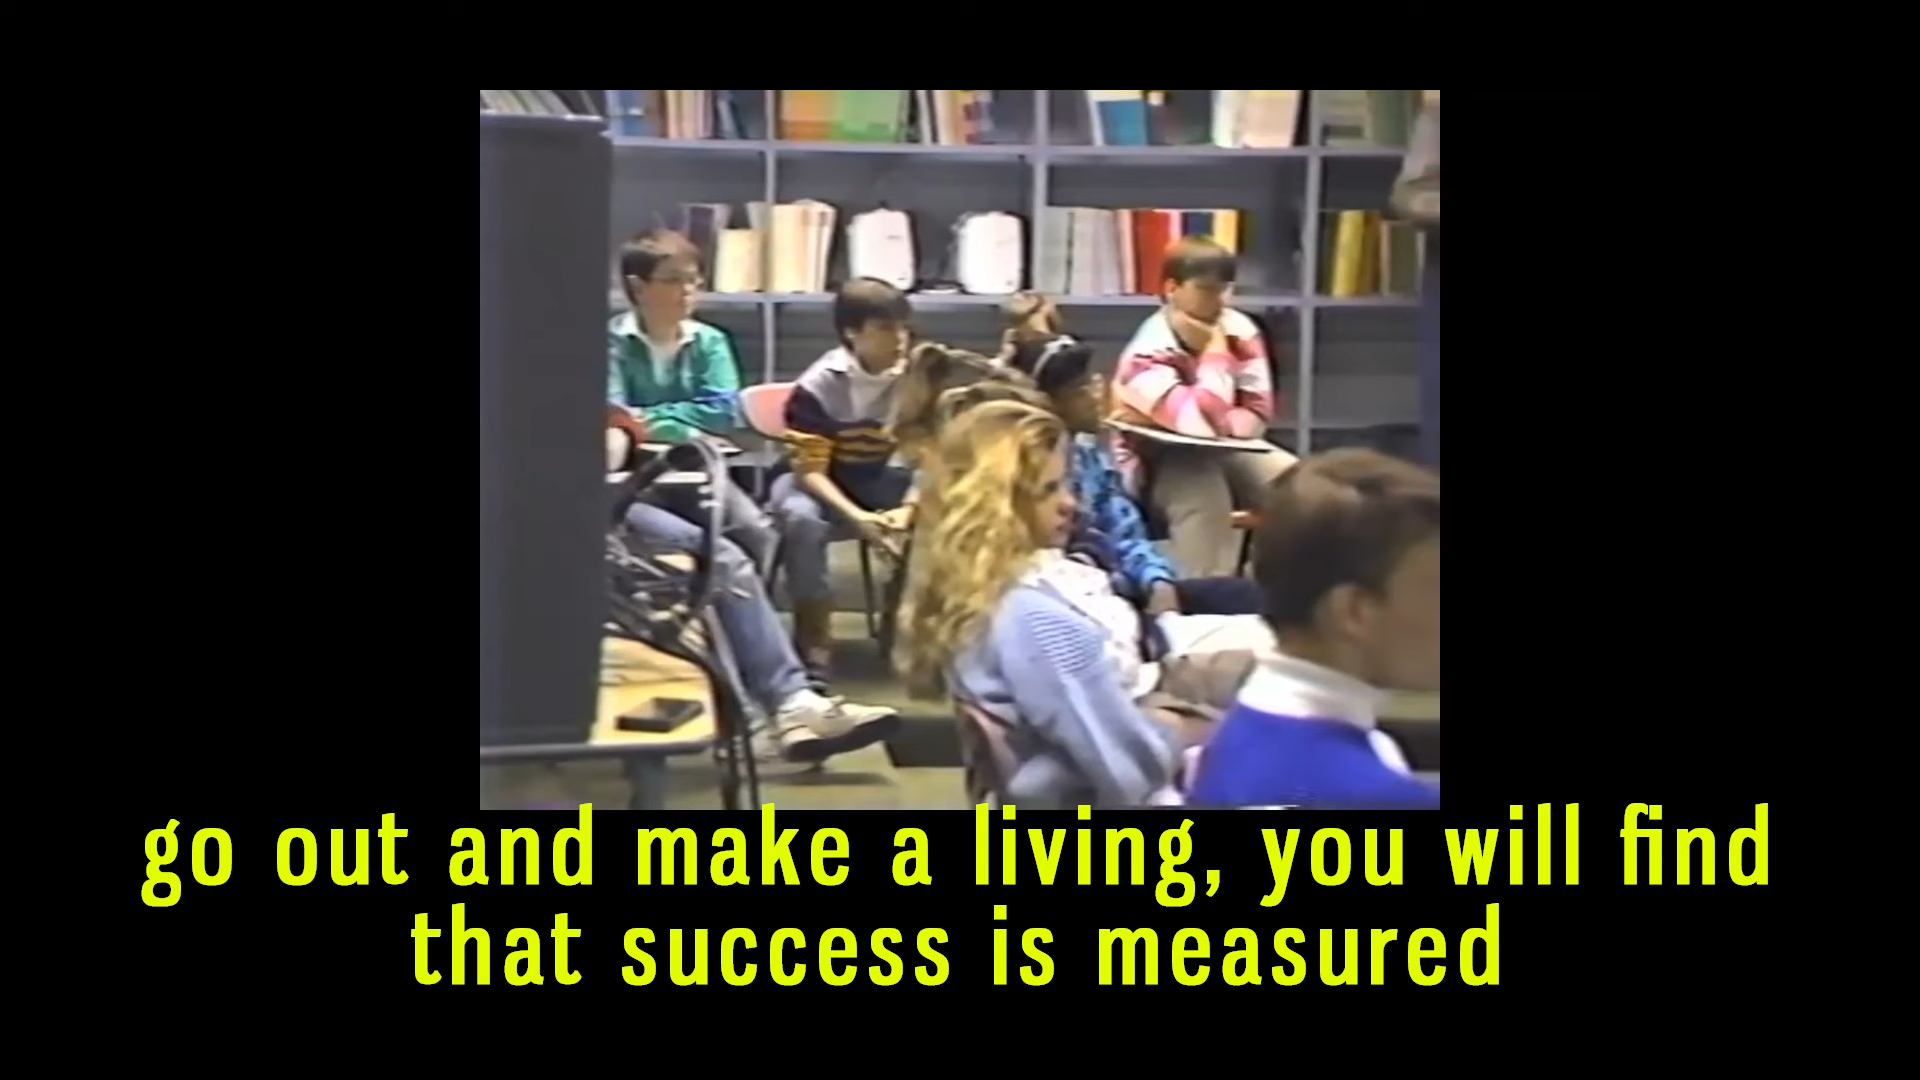 go out and make a living, you will find
that success is measured